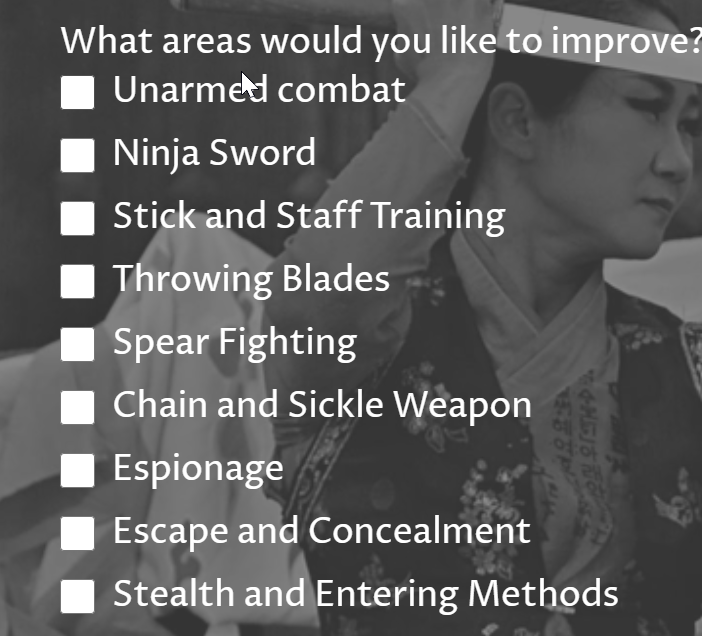 What areas would you like to improve?
Unarmed combat
Ninja Sword
Stick and Staff Training
Throwing Blades
Spear Fighting
Chain and Sickle Weapon
Espionage
Escape and Concealment
Stealth and Entering Methods